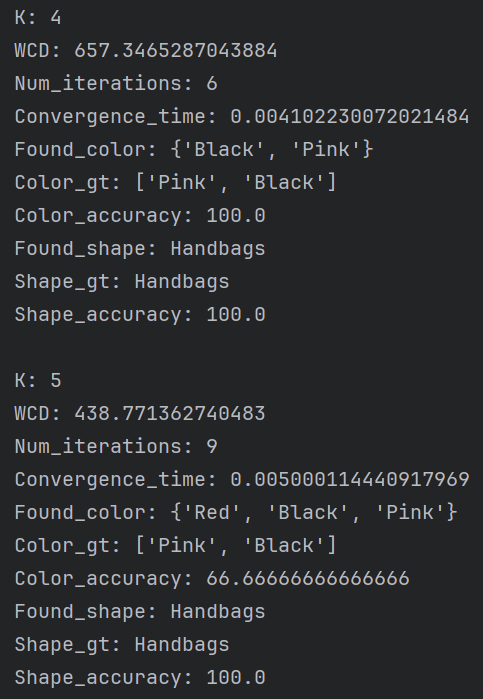 K: 4
WCD: 657.3465287043884
Num_iterations: 6
Convergence_time: 0.004102230072021484
Found_color: {'Black', 'Pink'}
Color_gt: ['Pink', 'Black']
Color_accuracy: 100.0
Found_shape: Handbags
Shape_gt: Handbags
Shape_accuracy: 100.0
K: 5
WCD: 438.771362740483
Num_iterations: 9
Convergence_time: 0.005000114440917969
Found_color: {'Red', 'Black', 'Pink'}
Color_gt: ['Pink', 'Black']
Color_accuracy: 66.66666666666666
Found_shape: Handbags
Shape_gt: Handbags
Shape_accuracy: 100.0